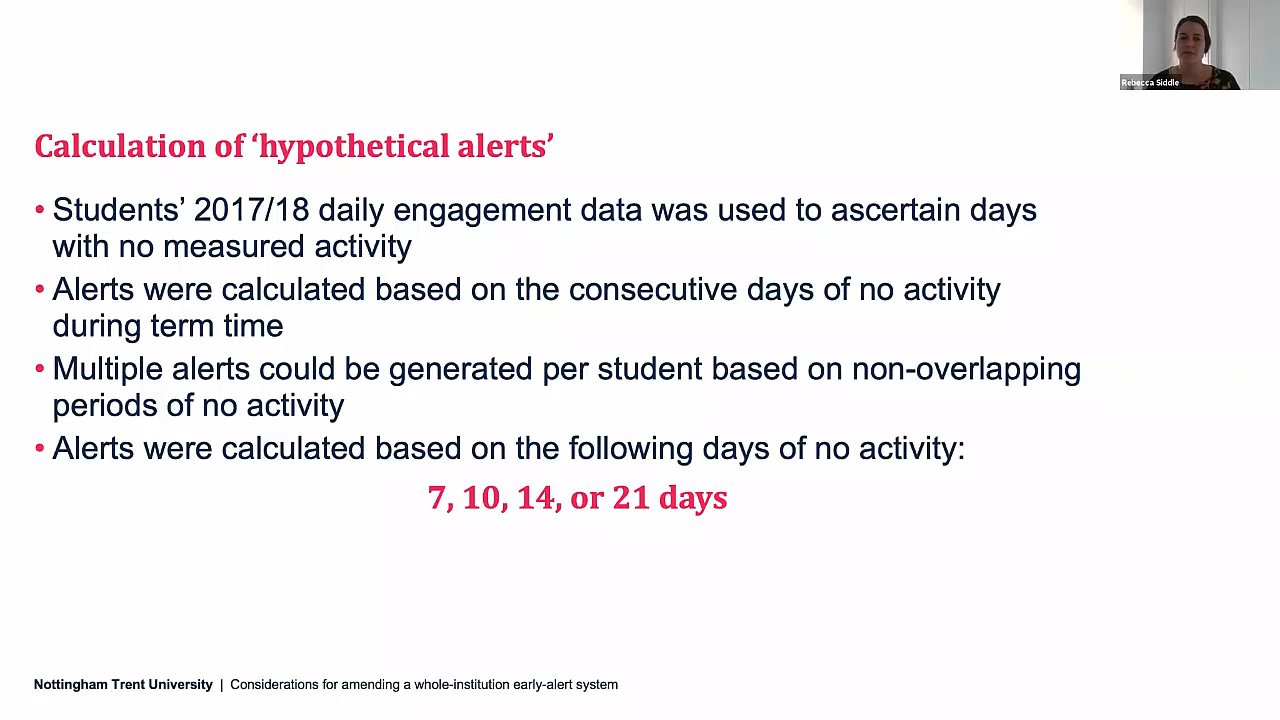 Rebecca Siddle
Calculation of ‘hypothetical alerts’
• Students’ 2017/18 daily engagement data was used to ascertain days
with no measured activity
• Alerts were calculated based on the consecutive days of no activity
during term time
• Multiple alerts could be generated per student based on non-overlapping
periods of no activity
• Alerts were calculated based on the following days of no activity:
7, 10, 14, or 21 days
Nottingham Trent University | Considerations for amending a whole-institution early-alert system